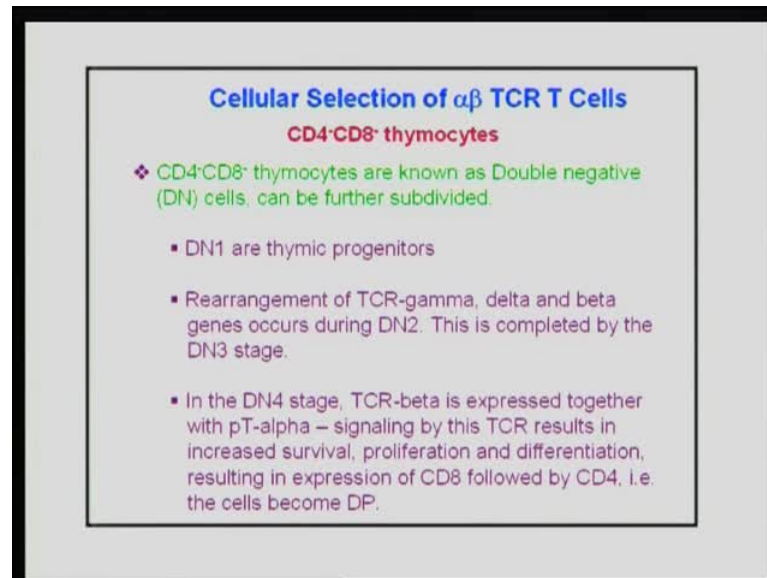 Cellular Selection of αβ TCR T Cells
CD4⁻CD8⁻ thymocytes
❖ CD4⁻CD8⁻ thymocytes are known as Double negative
(DN) cells, can be further subdivided.
▪ DN1 are thymic progenitors
▪ Rearrangement of TCR-gamma, delta and beta
genes occurs during DN2. This is completed by the
DN3 stage.
▪ In the DN4 stage, TCR-beta is expressed together
with pT-alpha – signaling by this TCR results in
increased survival, proliferation and differentiation,
resulting in expression of CD8 followed by CD4, i.e.
the cells become DP.